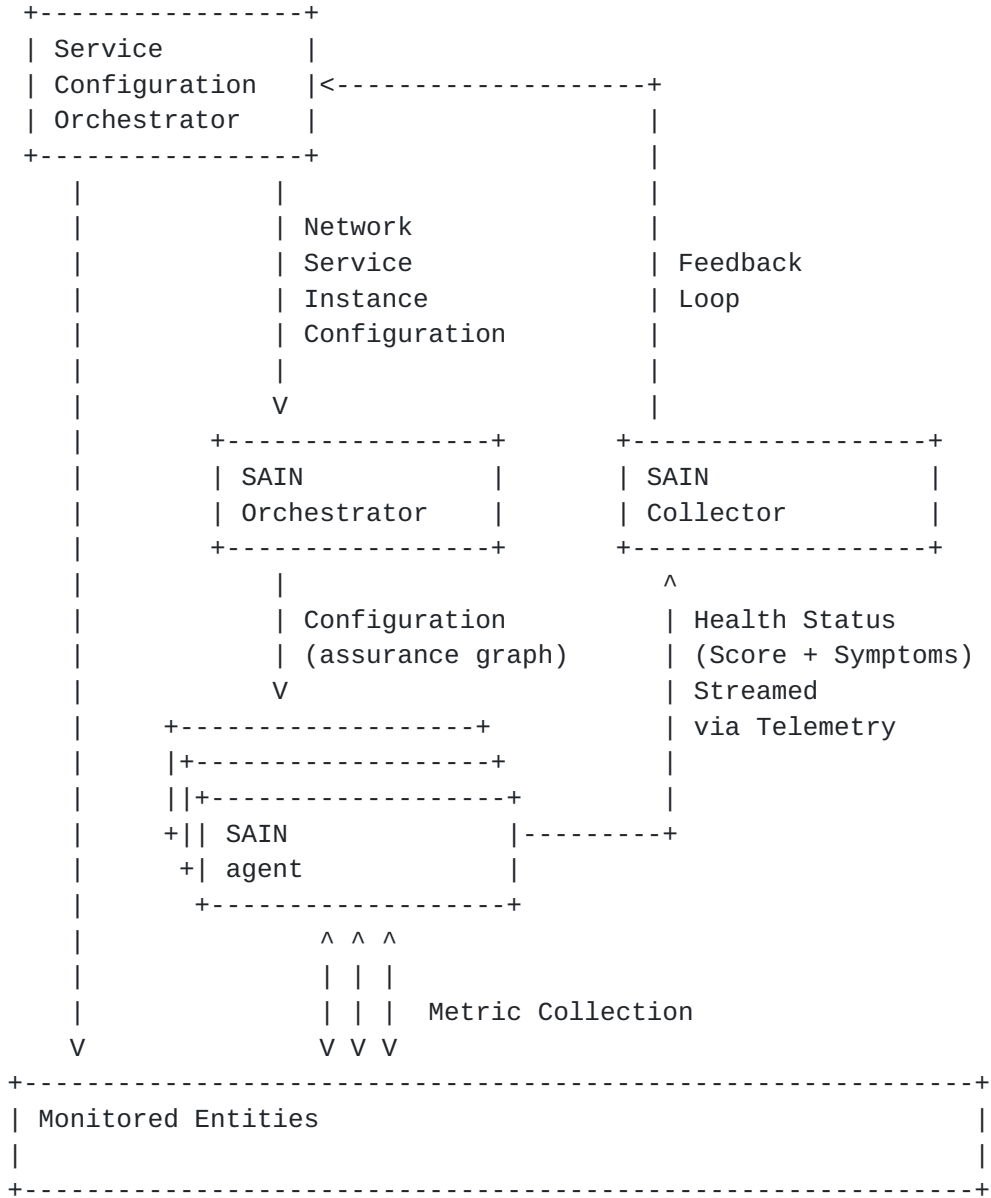 Service
Configuration
Orchestrator
Network
Service
Instance
Configuration
Feedback
Loop
SAIN
Orchestrator
SAIN
Collector
Configuration
(assurance graph)
Health Status
(Score + Symptoms)
Streamed
via Telemetry
SAIN
agent
Metric Collection
Monitored Entities